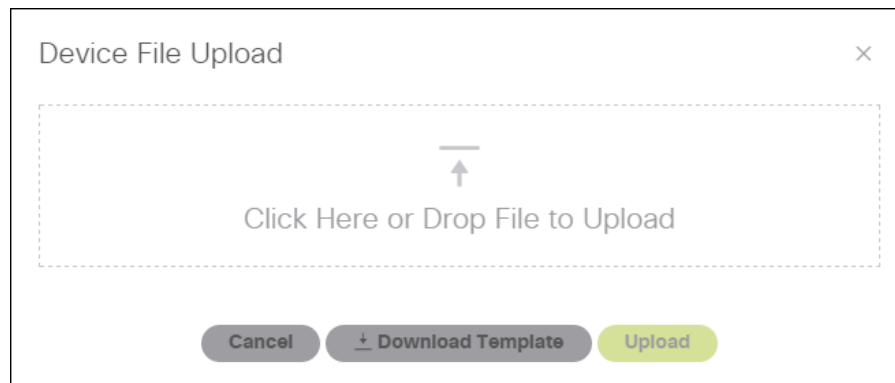 Device File Upload
Click Here or Drop File to Upload
Cancel
Download Template
Upload